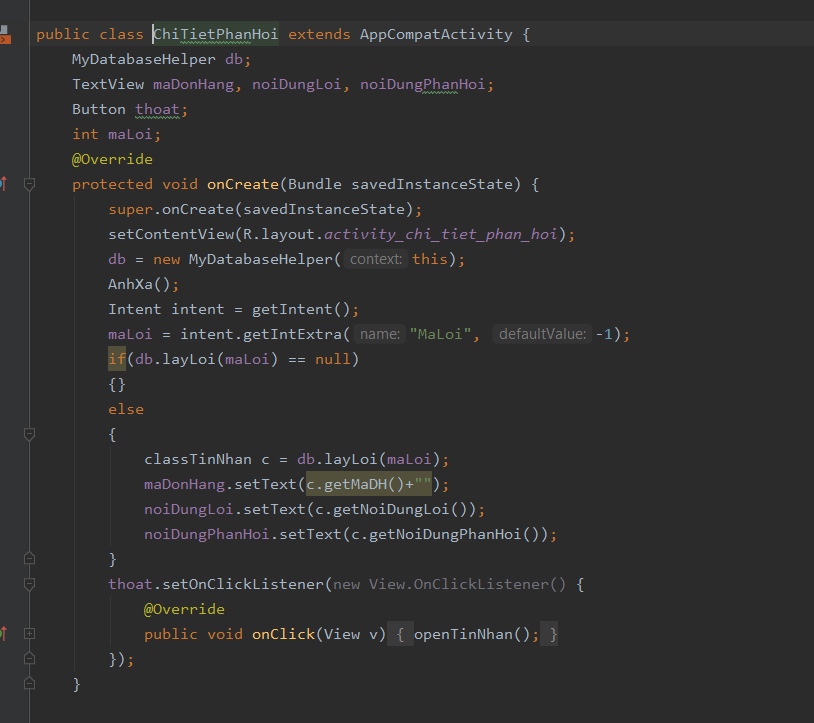 public class ChiTietPhanHoi extends AppCompatActivity {
MyDatabaseHelper db;
TextView maDonHang, noiDungLoi, noiDungPhanHoi;
Button thoat;
int maLoi;
@Override
protected void onCreate(Bundle savedInstanceState) {
super.onCreate(savedInstanceState);
setContentView(R.layout.activity_chi_tiet_phan_hoi);
db = new MyDatabaseHelper( context: this);
AnhXa();
Intent intent = getIntent();
maLoi = intent.getIntExtra( name: "MaLoi", defaultValue: -1);
if(db.layLoi(maLoi) == null)
{}
else
{
classTinNhan c = db.layLoi(maLoi);
maDonHang.setText(c.getMaDH()+"");
noiDungLoi.setText(c.getNoiDungLoi());
noiDungPhanHoi.setText(c.getNoiDungPhanHoi());
}
thoat.setOnClickListener(new View.OnClickListener() {
@Override
public void onClick(View v) { openTinNhan(); }
});
}